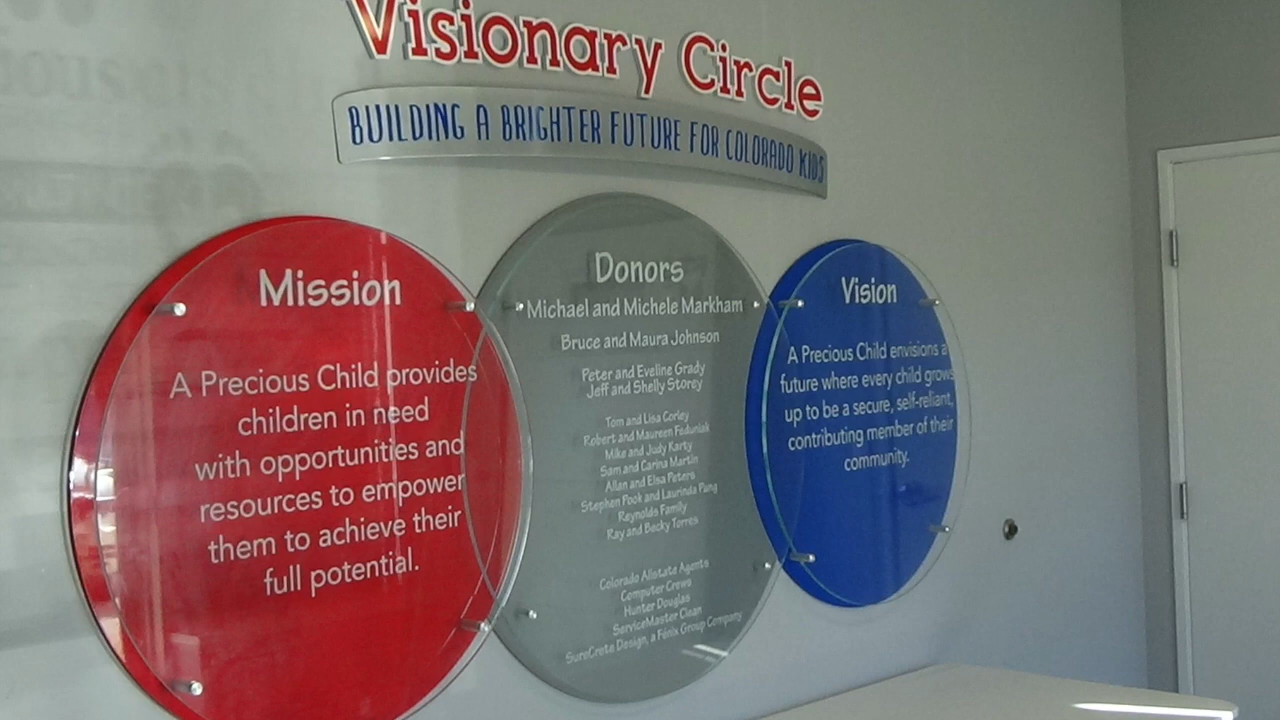 Visionary Circle
BUILDING A BRIGHTER FUTURE FOR COLORADO KIDS
Mission
A Precious Child provides
children in need
with opportunities and
resources to empower
them to achieve their
full potential.
Donors
Michael and Michele Markham
Bruce and Maura Johnson
Peter and Eveline Grady
Jeff and Shelly Storey
Tom and Lisa Corley
Robert and Maureen Feduniak
Mike and Judy Karty
Sam and Carina Martin
Allan and Elsa Peters
Stephen Pook and Laurinda Pang
Reynolds Family
Ray and Becky Torres
Colorado Allstate Agents
Computer Crews
Hunter Douglas
ServiceMaster Clean
SureCrete Design, a Fenix Group Company
Vision
A Precious Child envisions a
future where every child grows
up to be a secure, self-reliant,
contributing member of their
community.